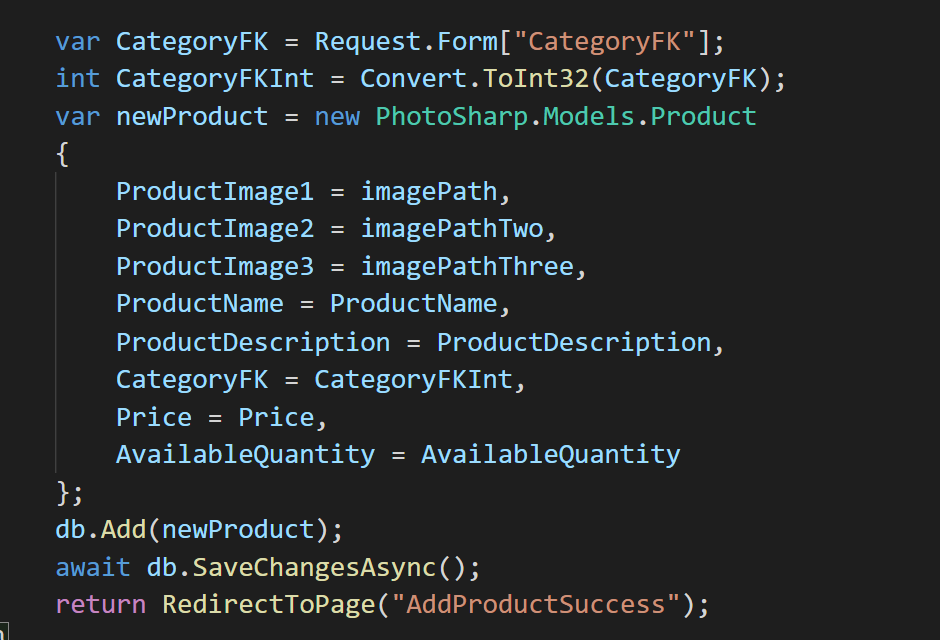 var CategoryFK = Request.Form["CategoryFK"];
int CategoryFKInt = Convert.ToInt32(CategoryFK);
var newProduct = new PhotoSharp.Models.Product
{
    ProductImage1 = imagePath,
    ProductImage2 = imagePathTwo,
    ProductImage3 = imagePathThree,
    ProductName = ProductName,
    ProductDescription = ProductDescription,
    CategoryFK = CategoryFKInt,
    Price = Price,
    AvailableQuantity = AvailableQuantity
};
db.Add(newProduct);
await db.SaveChangesAsync();
return RedirectToPage("AddProductSuccess");